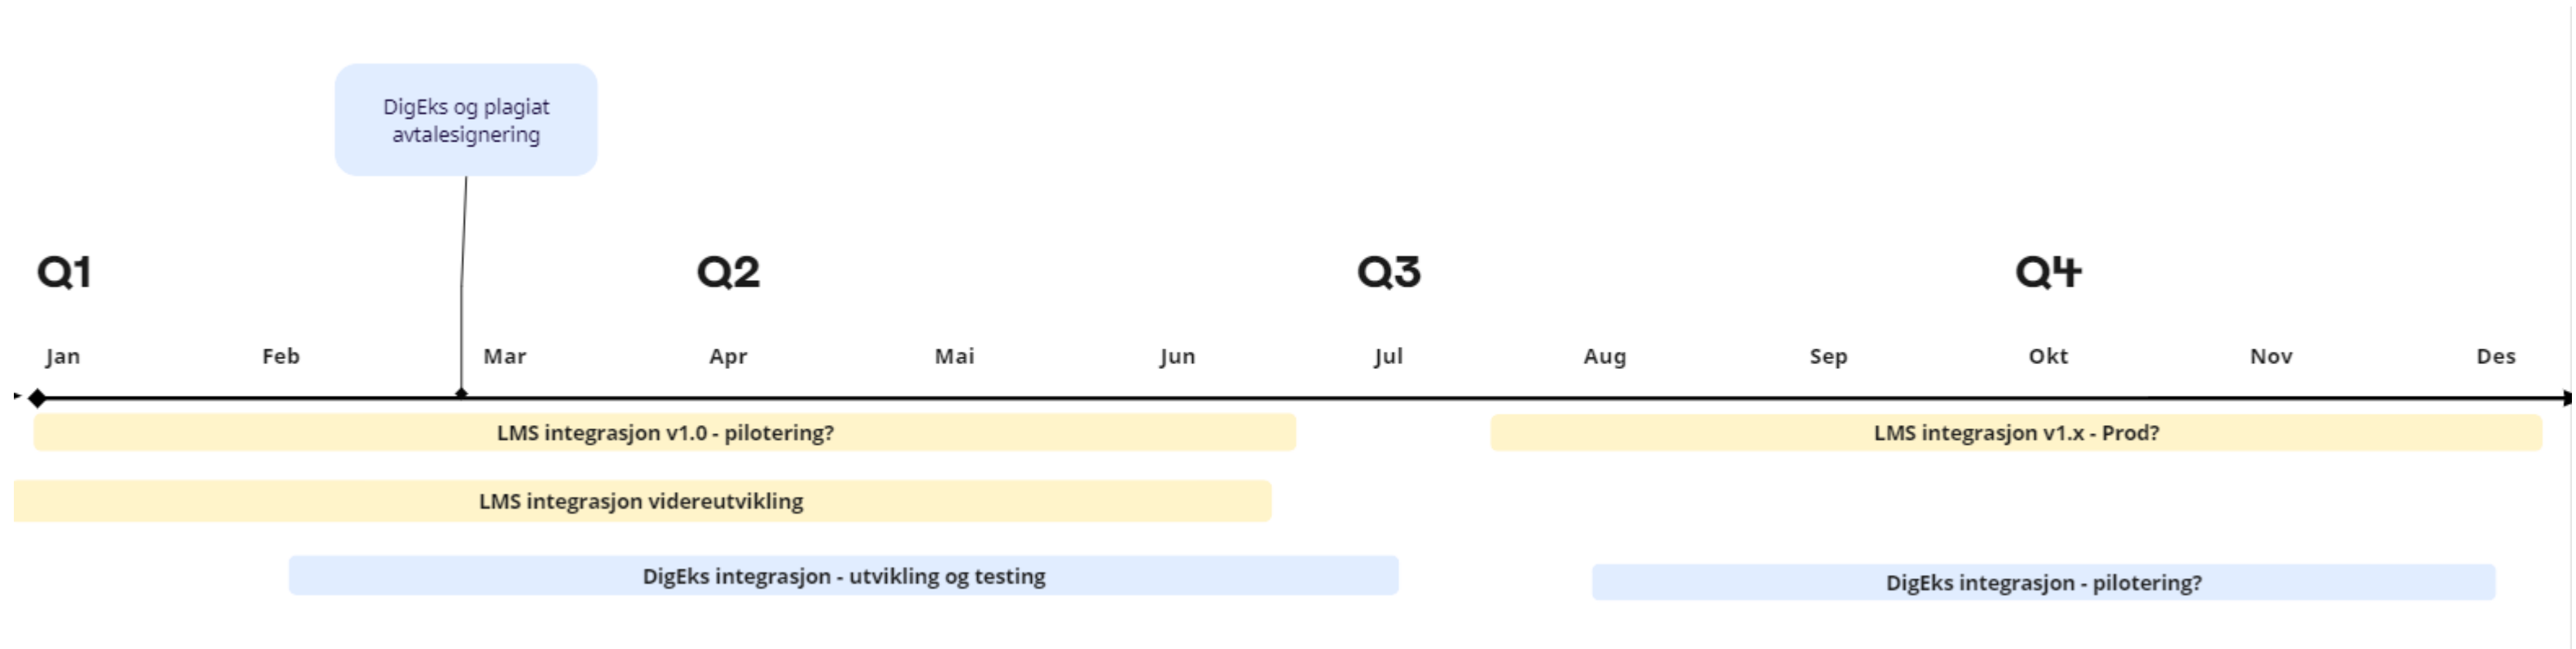 DigEks og plagiat
avtalesignering
Q1 Q2 Q3 Q4
Jan Feb Mar Apr Mai Jun Jul Aug Sep Okt Nov Des
LMS integrasjon v1.0 - pilotering? LMS integrasjon v1.x - Prod?
LMS integrasjon videreutvikling
DigEks integrasjon - utvikling og testing DigEks integrasjon - pilotering?